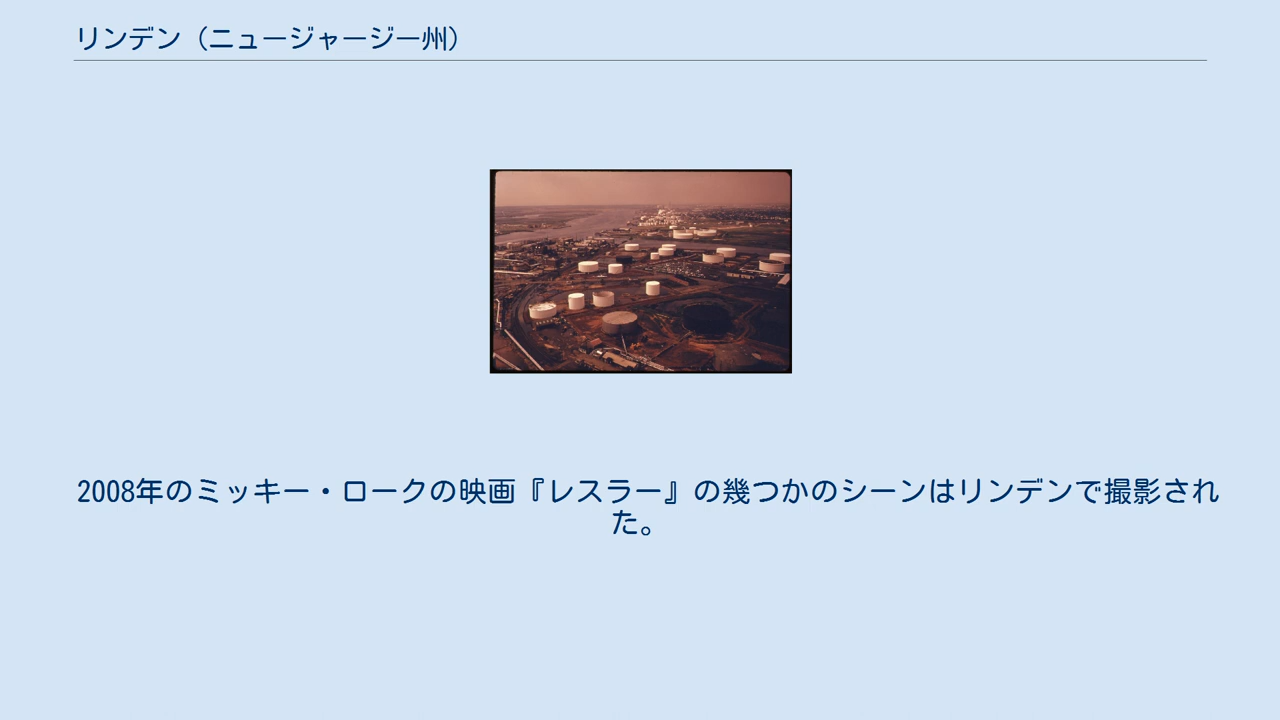 リンデン（ニュージャージー州）
2008年のミッキー・ロークの映画『レスラー』の幾つかのシーンはリンデンで撮影され
た。